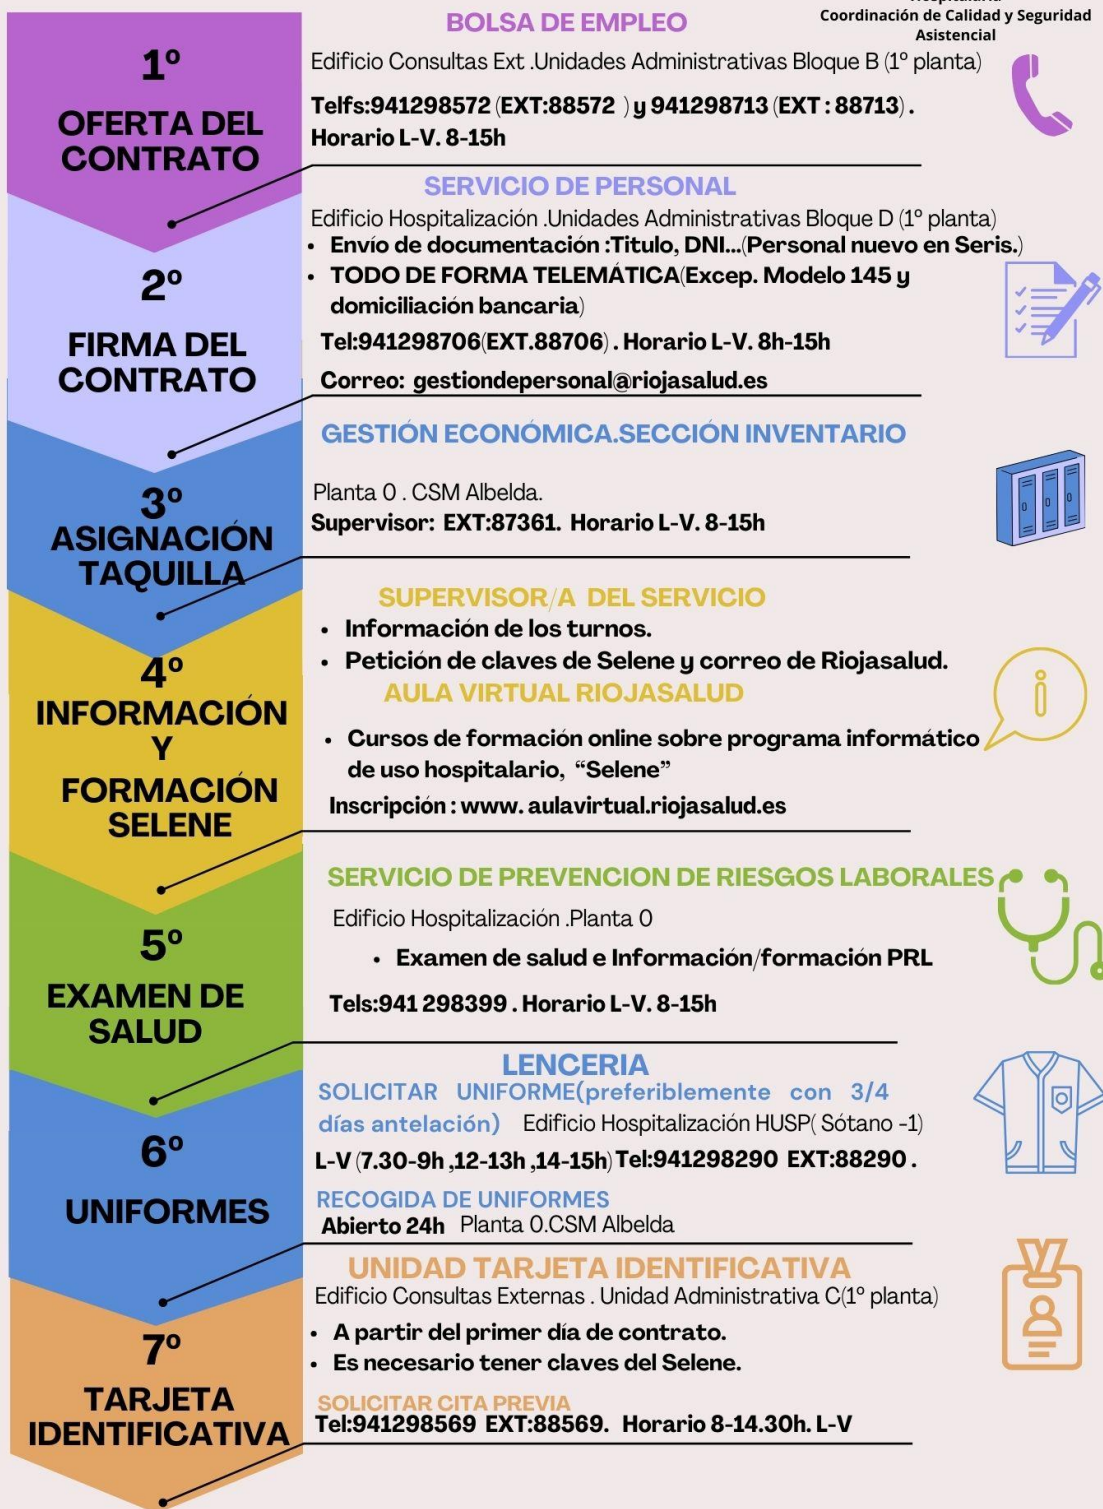 Hospitalaria
Coordinación de Calidad y Seguridad
Asistencial
1º
OFERTA DEL
CONTRATO
BOLSA DE EMPLEO
Edificio Consultas Ext .Unidades Administrativas Bloque B (1º planta)
Telfs:941298572 (EXT:88572 ) y 941298713 (EXT : 88713) .
Horario L-V. 8-15h
2º
FIRMA DEL
CONTRATO
SERVICIO DE PERSONAL
Edificio Hospitalización .Unidades Administrativas Bloque D (1º planta)
• Envío de documentación :Titulo, DNI...(Personal nuevo en Seris.)
• TODO DE FORMA TELEMÁTICA(Excep. Modelo 145 y
domiciliación bancaria)
Tel:941298706(EXT.88706) . Horario L-V. 8h-15h
Correo: gestiondepersonal@riojasalud.es
3º
ASIGNACIÓN
TAQUILLA
GESTIÓN ECONÓMICA.SECCIÓN INVENTARIO
Planta 0 . CSM Albelda.
Supervisor: EXT:87361. Horario L-V. 8-15h
4º
INFORMACIÓN
Y
FORMACIÓN
SELENE
SUPERVISOR/A DEL SERVICIO
• Información de los turnos.
• Petición de claves de Selene y correo de Riojasalud.
AULA VIRTUAL RIOJASALUD
• Cursos de formación online sobre programa informático
de uso hospitalario, “Selene”
Inscripción : www. aulavirtual.riojasalud.es
5º
EXAMEN DE
SALUD
SERVICIO DE PREVENCION DE RIESGOS LABORALES
Edificio Hospitalización .Planta 0
• Examen de salud e Información/formación PRL
Tels:941 298399 . Horario L-V. 8-15h
6º
UNIFORMES
LENCERIA
SOLICITAR UNIFORME(preferiblemente con 3/4
días antelación) Edificio Hospitalización HUSP( Sótano -1)
L-V (7.30-9h ,12-13h ,14-15h) Tel:941298290 EXT:88290 .
RECOGIDA DE UNIFORMES
Abierto 24h Planta 0.CSM Albelda
7º
TARJETA
IDENTIFICATIVA
UNIDAD TARJETA IDENTIFICATIVA
Edificio Consultas Externas . Unidad Administrativa C(1º planta)
• A partir del primer día de contrato.
• Es necesario tener claves del Selene.
SOLICITAR CITA PREVIA
Tel:941298569 EXT:88569. Horario 8-14.30h. L-V